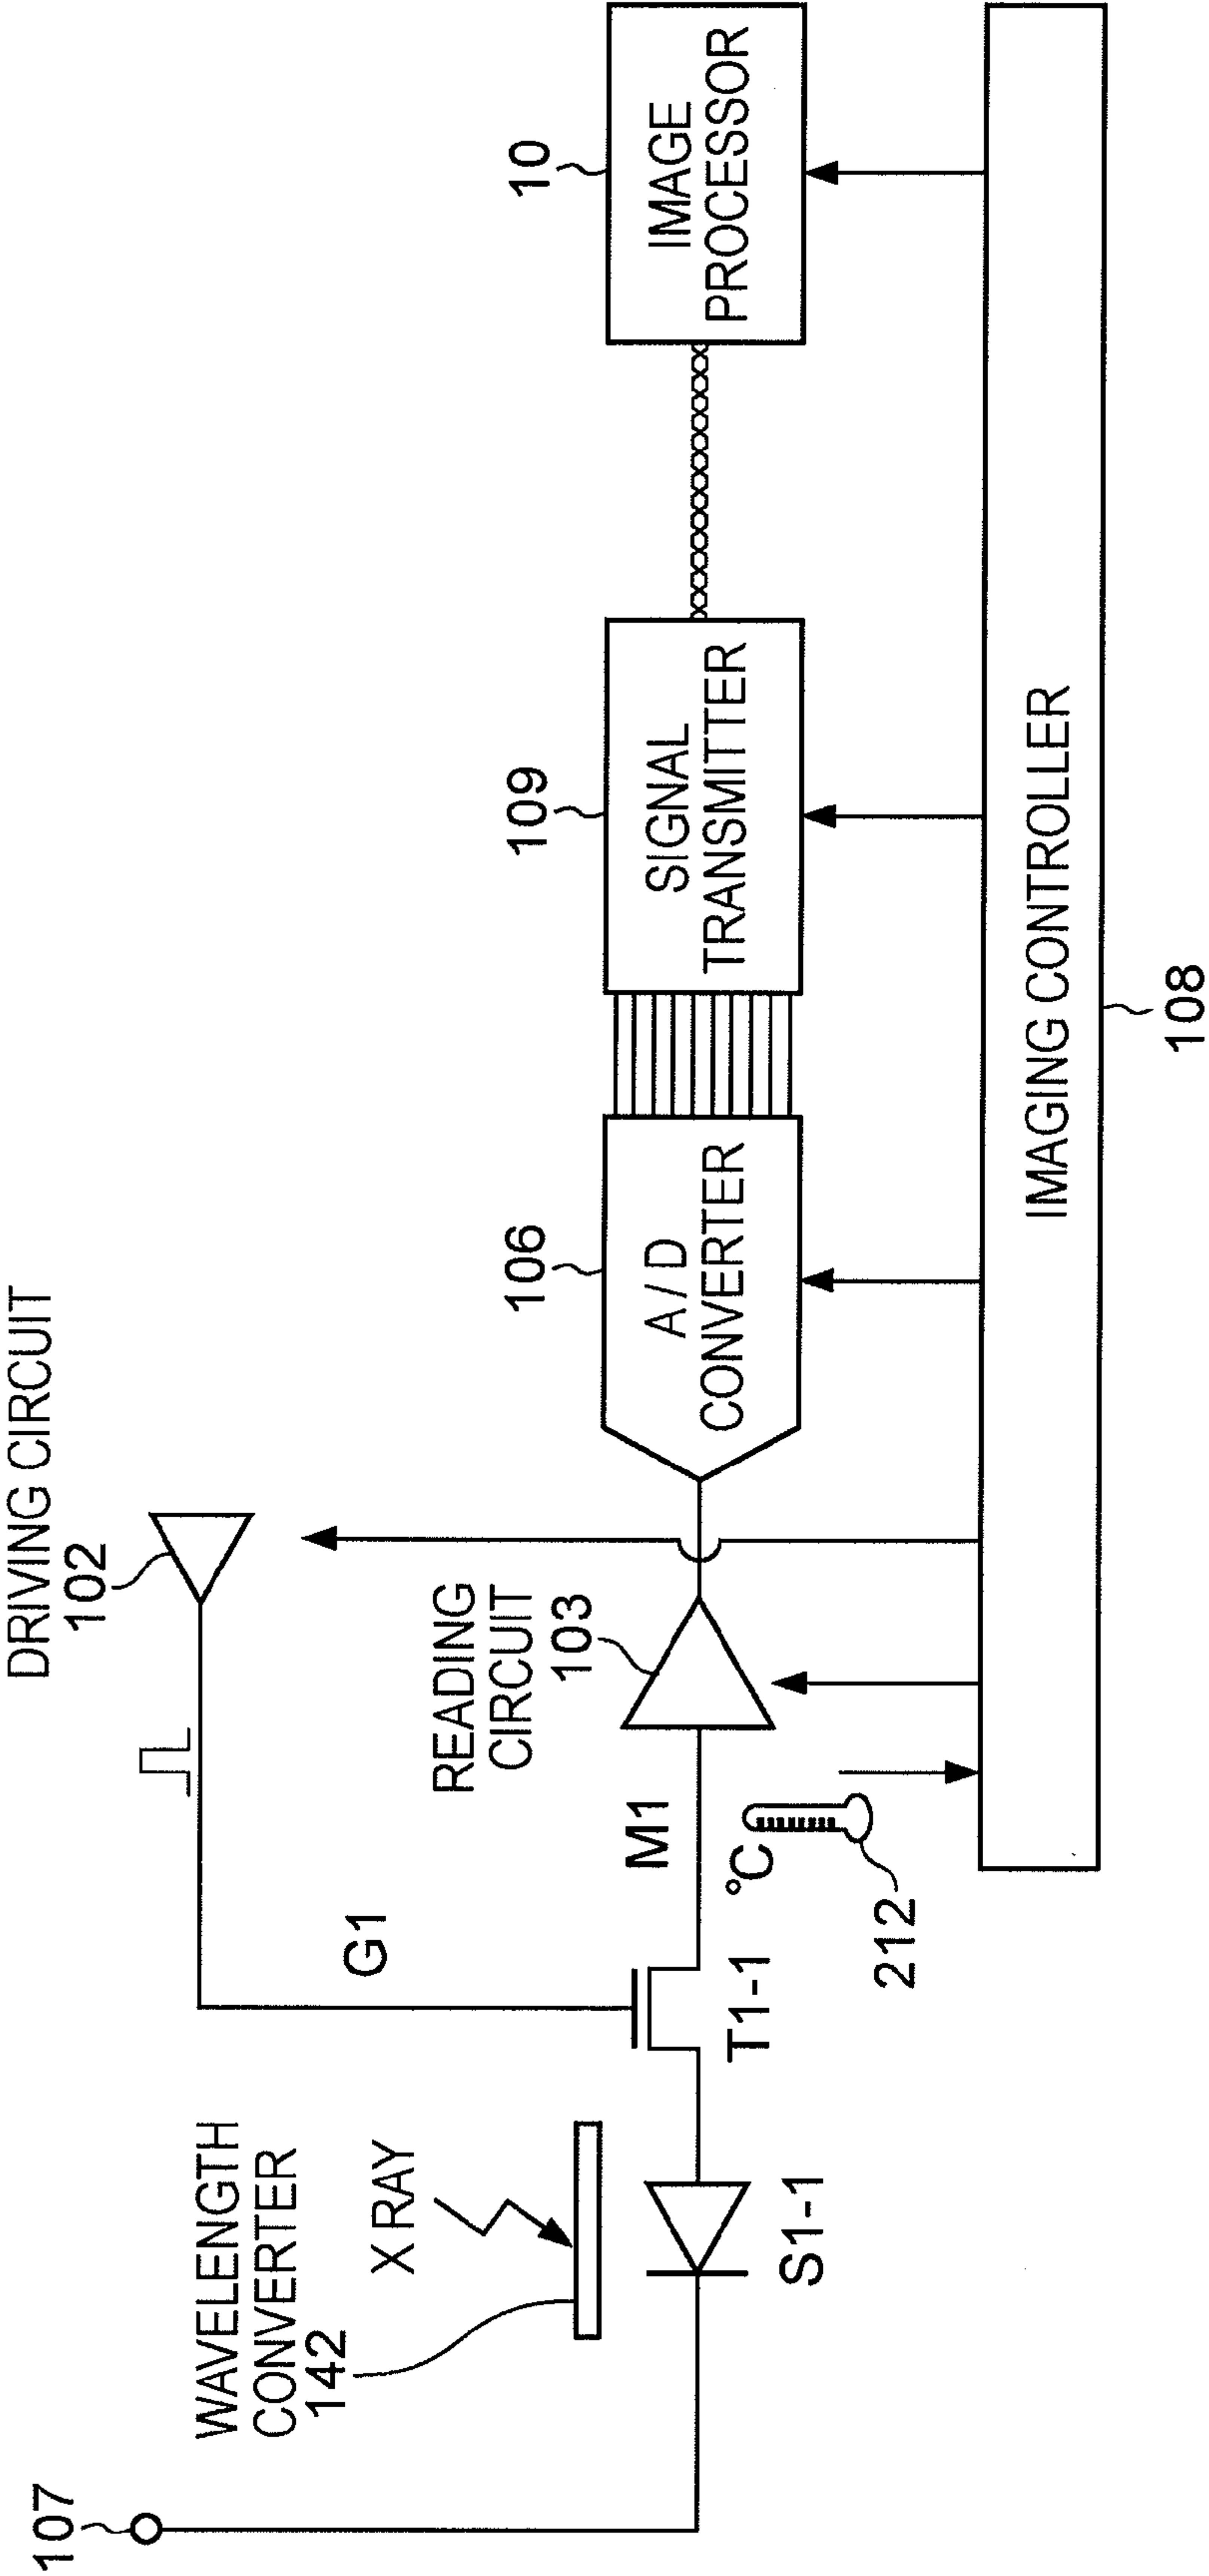 107
WAVELENGTH
CONVERTER
142
X RAY
S1-1
G1
T1-1
DRIVING CIRCUIT
102
READING
CIRCUIT
103
M1
°C
212
106
A/D
CONVERTER
109
SIGNAL
TRANSMITTER
10
IMAGE
PROCESSOR
IMAGING CONTROLLER
108